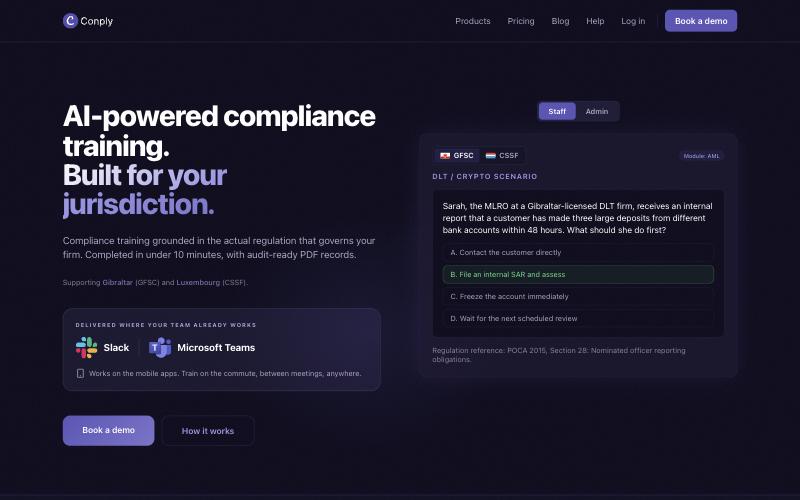 Conply
Products
Pricing
Blog
Help
Log in
Book a demo
AI-powered compliance
training.
Built for your
jurisdiction.
Compliance training grounded in the actual regulation that governs your
firm. Completed in under 10 minutes, with audit-ready PDF records.
Supporting Gibraltar (GFSC) and Luxembourg (CSSF).
DELIVERED WHERE YOUR TEAM ALREADY WORKS
Slack
Microsoft Teams
Works on the mobile apps. Train on the commute, between meetings, anywhere.
Book a demo
How it works
Staff
Admin
GFSC
CSSF
Module: AML
DLT / CRYPTO SCENARIO
Sarah, the MLRO at a Gibraltar-licensed DLT firm, receives an internal
report that a customer has made three large deposits from different
bank accounts within 48 hours. What should she do first?
A. Contact the customer directly
B. File an internal SAR and assess
C. Freeze the account immediately
D. Wait for the next scheduled review
Regulation reference: POCA 2015, Section 28: Nominated officer reporting
obligations.